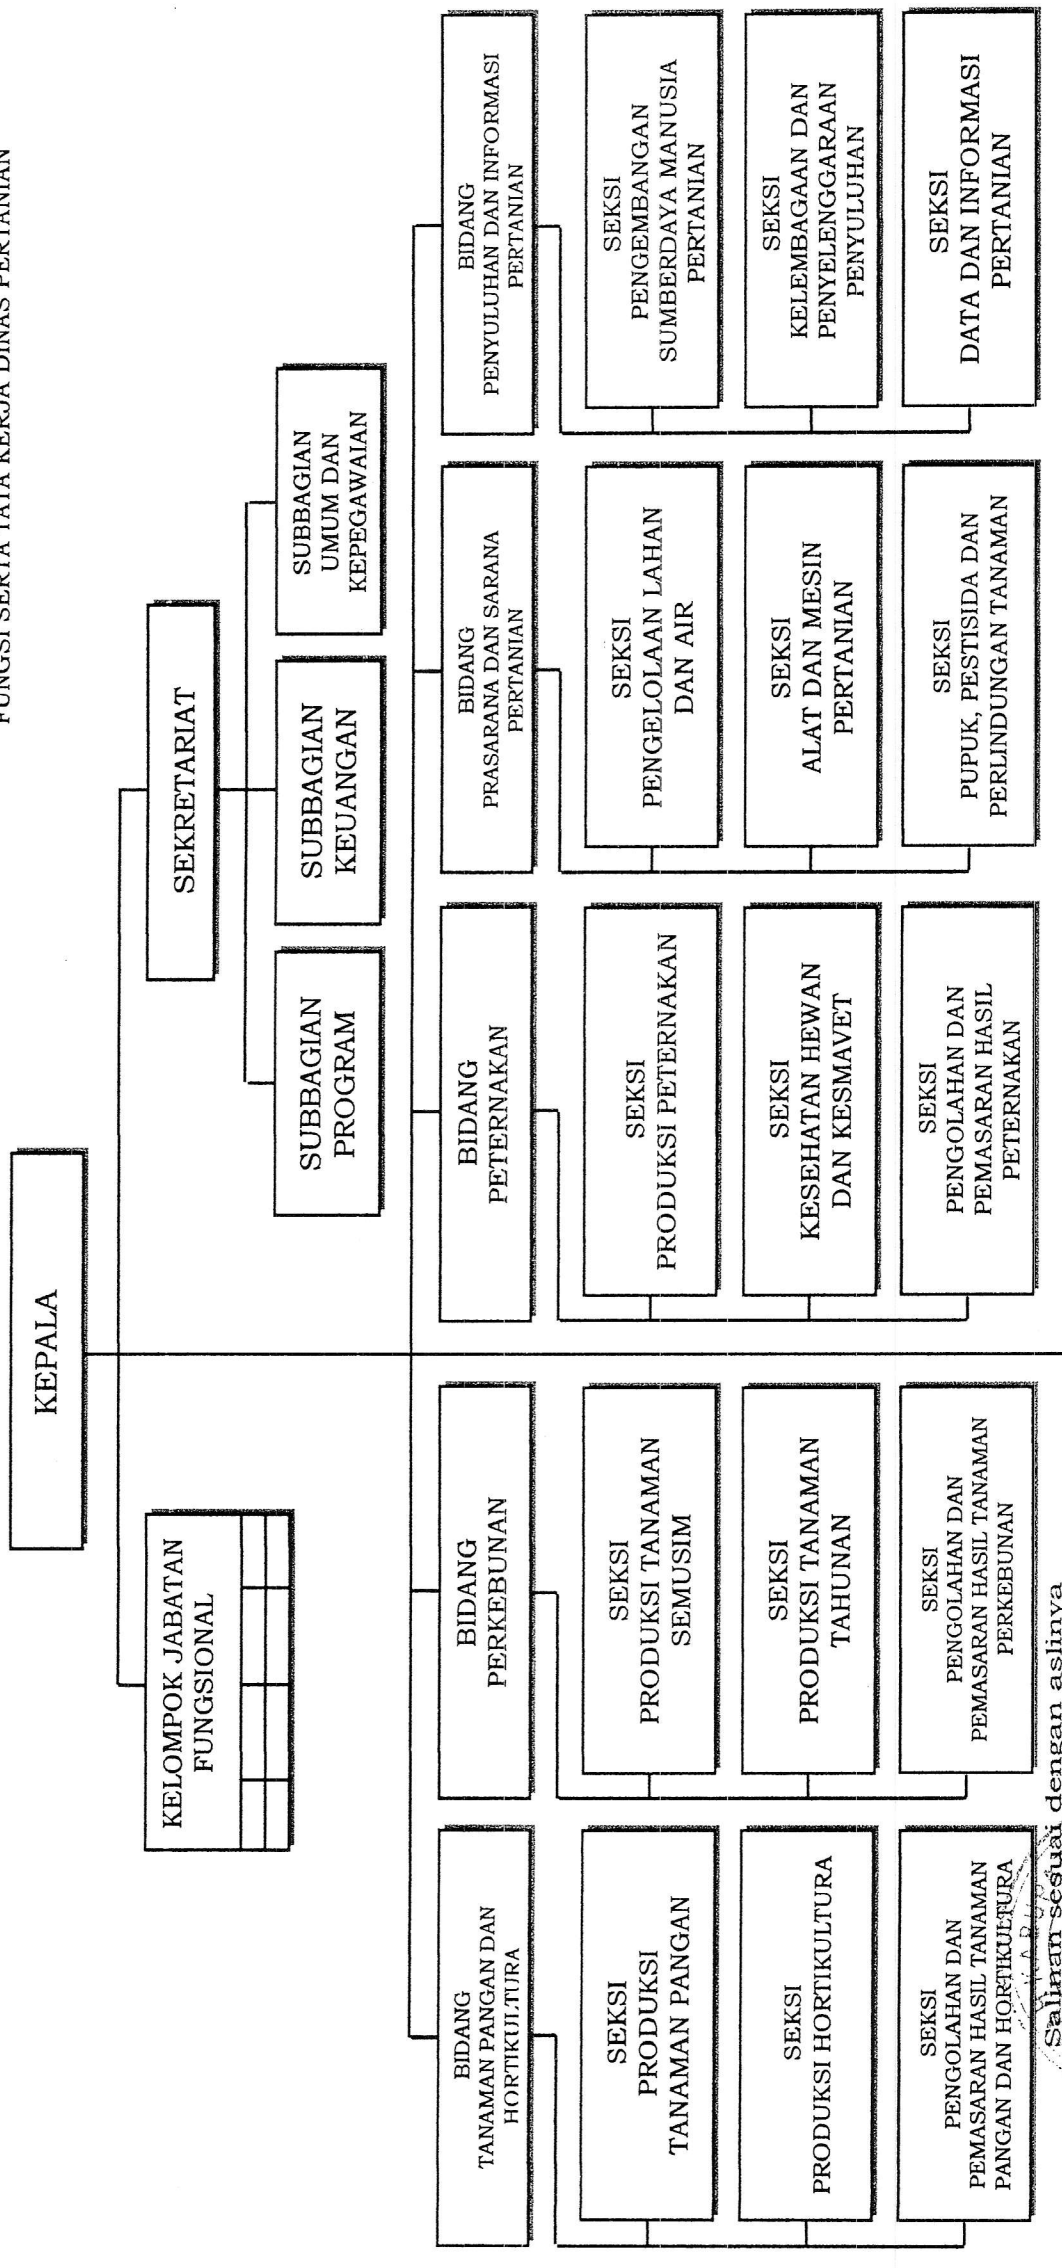 FUNGSI SERTA TATA KERJA DINAS PERTANIAN
KEPALA
KELOMPOK JABATAN
FUNGSIONAL
SEKRETARIAT
SUBBAGIAN
PROGRAM
SUBBAGIAN
KEUANGAN
SUBBAGIAN
UMUM DAN
KEPEGAWAIAN
BIDANG
TANAMAN PANGAN DAN
HORTIKULTURA
BIDANG
PERKEBUNAN
BIDANG
PETERNAKAN
BIDANG
PRASARANA DAN SARANA
PERTANIAN
BIDANG
PENYULUHAN DAN INFORMASI
PERTANIAN
SEKSI
PRODUKSI
TANAMAN PANGAN
SEKSI
PRODUKSI TANAMAN
SEMUSIM
SEKSI
PRODUKSI PETERNAKAN
SEKSI
PENGELOLAAN LAHAN
DAN AIR
SEKSI
PENGEMBANGAN
SUMBERDAYA MANUSIA
PERTANIAN
SEKSI
PRODUKSI HORTIKULTURA
SEKSI
PRODUKSI TANAMAN
TAHUNAN
SEKSI
KESEHATAN HEWAN
DAN KESMAVET
SEKSI
ALAT DAN MESIN
PERTANIAN
SEKSI
KELEMBAGAAN DAN
PENYELENGGARAAN
PENYULUHAN
SEKSI
PENGOLAHAN DAN
PEMASARAN HASIL TANAMAN
PANGAN DAN HORTIKULTURA
SEKSI
PENGOLAHAN DAN
PEMASARAN HASIL TANAMAN
PERKEBUNAN
SEKSI
PENGOLAHAN DAN
PEMASARAN HASIL
PETERNAKAN
SEKSI
PUPUK, PESTISIDA DAN
PERLINDUNGAN TANAMAN
SEKSI
DATA DAN INFORMASI
PERTANIAN
Salinan sesuai dengan aslinya